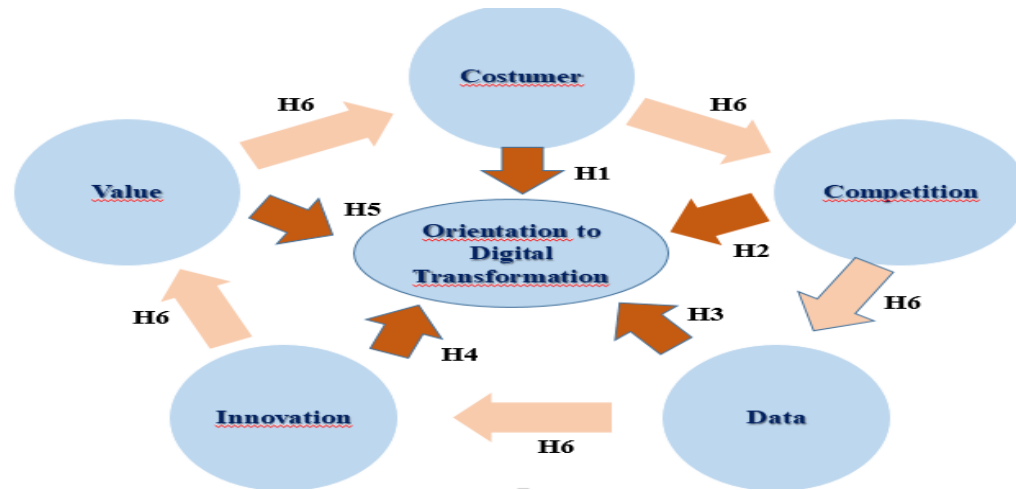 Costumer
H6
H6
H1
Value
Competition
H5
Orientation to
Digital
Transformation
H2
H6
H6
H3
H4
Innovation
Data
H6